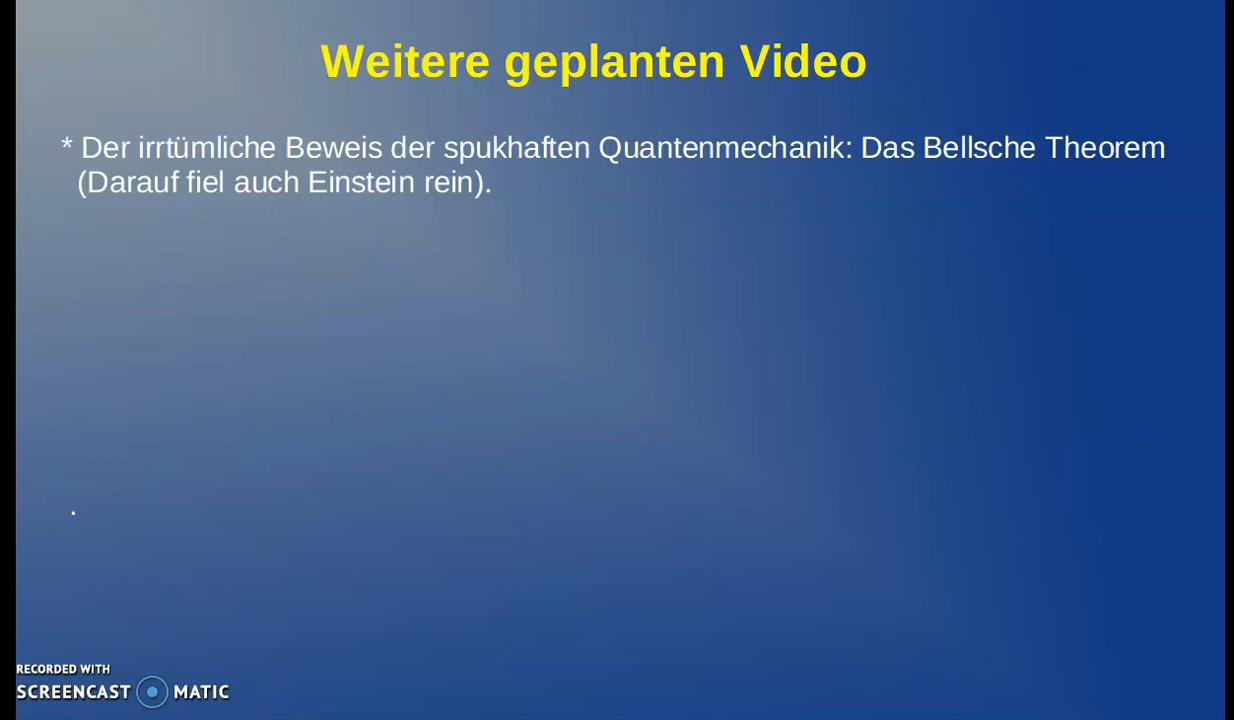 Weitere geplanten Video
* Der irrtümliche Beweis der spukhaften Quantenmechanik: Das Bellsche Theorem
(Darauf fiel auch Einstein rein).
.
RECORDED WITH
SCREENCAST MATIC